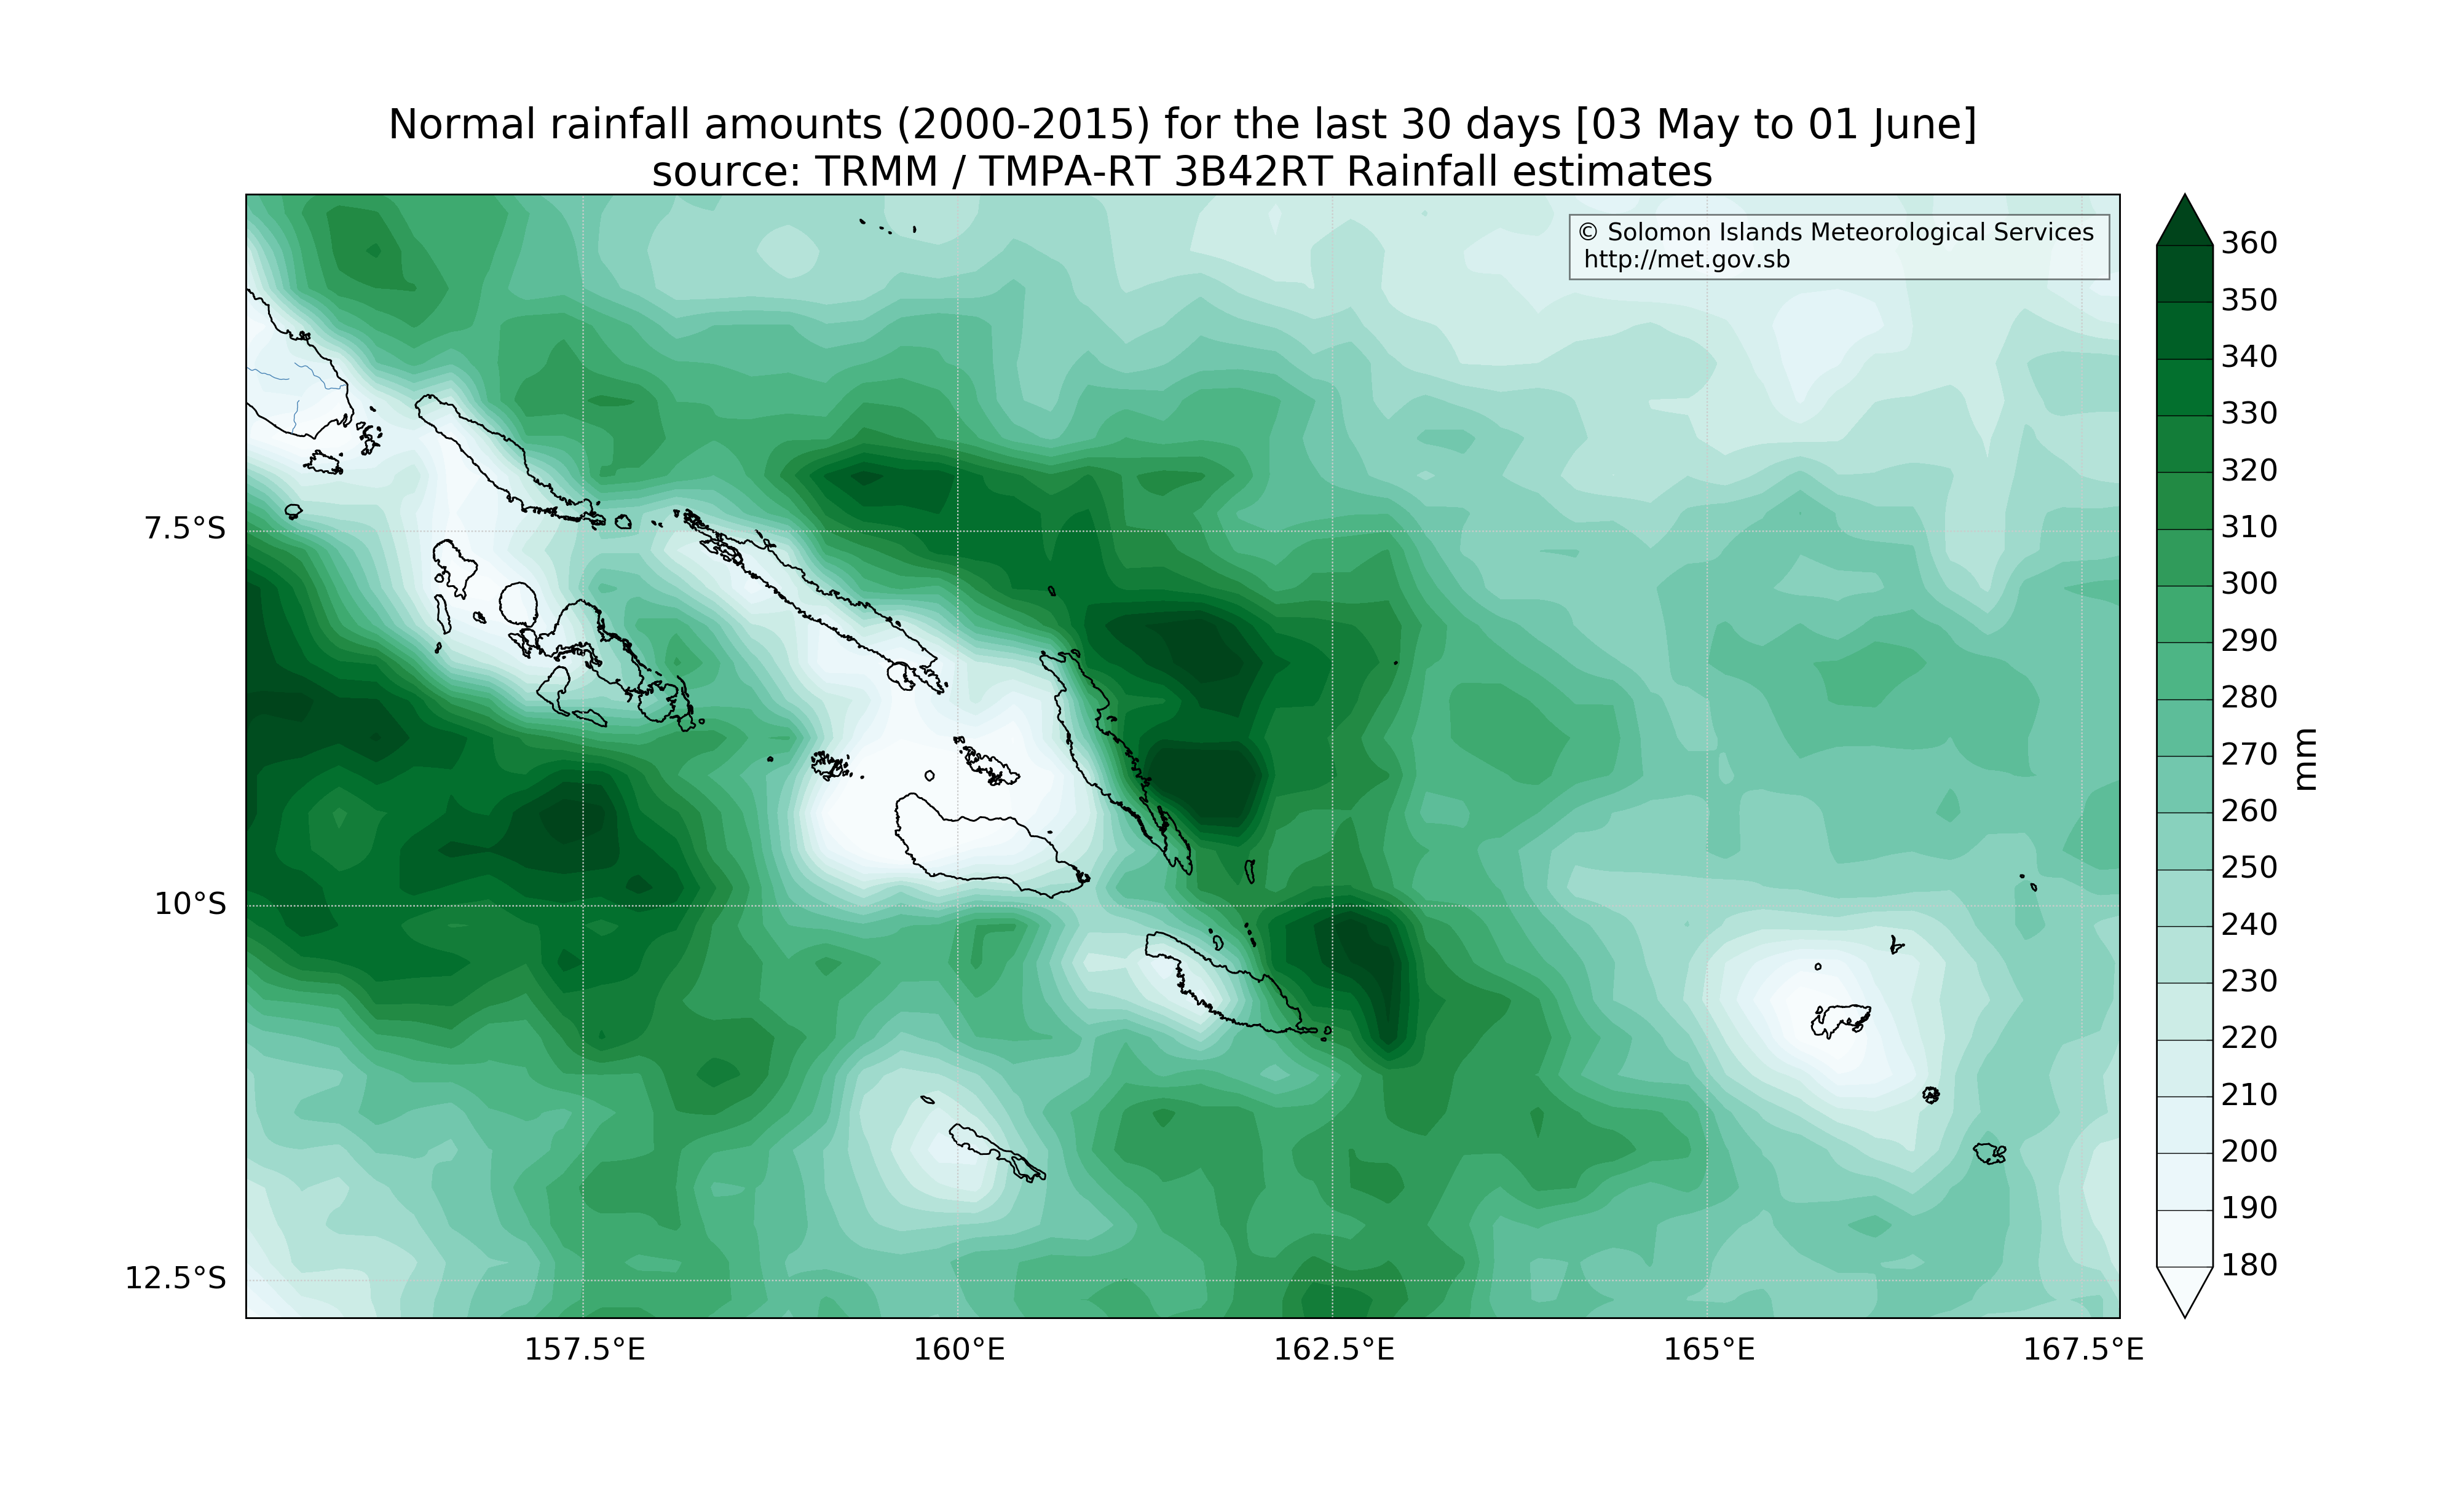 Normal rainfall amounts (2000-2015) for the last 30 days [03 May to 01 June]
source: TRMM / TMPA-RT 3B42RT Rainfall estimates
© Solomon Islands Meteorological Services
http://met.gov.sb
7.5°S
10°S
12.5°S
157.5°E
160°E
162.5°E
165°E
167.5°E
360
350
340
330
320
310
300
290
280
270
260
250
240
230
220
210
200
190
180
mm